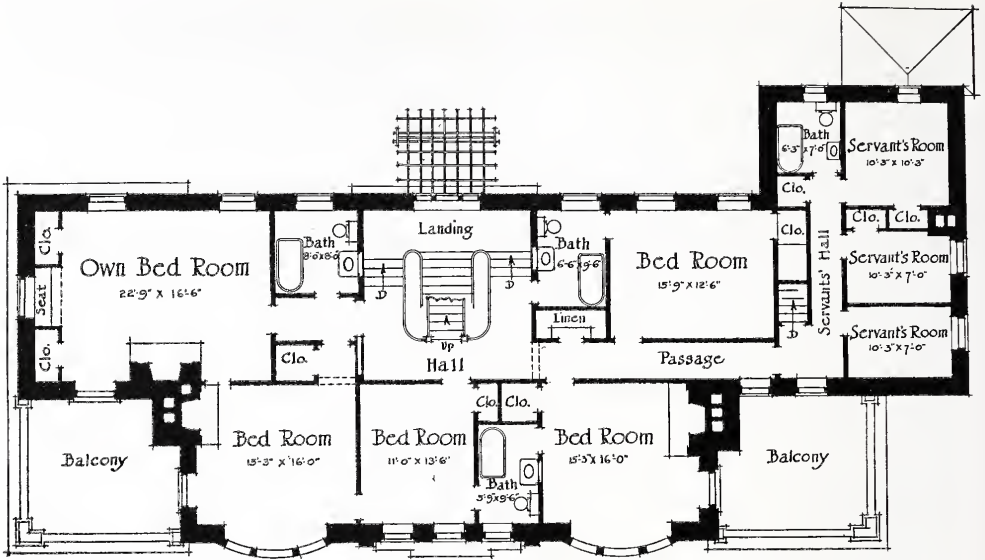 Bath
6'-3" x 7'-0"
Servant's Room
10'-3" x 10'-3"
Clo.
Clo.
Clo.
Servant's Room
10'-3" x 7'-0"
Servant's Room
10'-3" x 7'-0"
Servants' Hall
Clo.
D
Landing
Bath
8'-0" x 8'-0"
Bath
6'-6" x 9'-6"
Bed Room
15'-9" x 12'-6"
Clo.
Own Bed Room
22'-9" x 16'-6"
Seat
Clo.
D
D
UP
Hall
Linen
Passage
Clo.
Clo.
Clo.
Balcony
Bed Room
15'-3" x 16'-0"
Bed Room
11'-0" x 13'-6"
Bath
5'-9" x 9'-6"
Bed Room
15'-3" x 16'-0"
Balcony